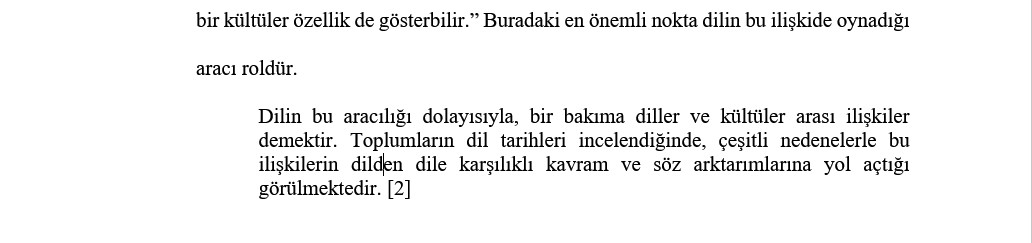 bir kültüler özellik de gösterbilir.” Buradaki en önemli nokta dilin bu ilişkide oynadığı
aracı roldür.
Dilin bu aracılığı dolayısıyla, bir bakıma diller ve kültüler arası ilişkiler
demektir. Toplumların dil tarihleri incelendiğinde, çeşitli nedenelerle bu
ilişkilerin dilden dile karşılıklı kavram ve söz arktarımlarına yol açtığı
görülmektedir. [2]